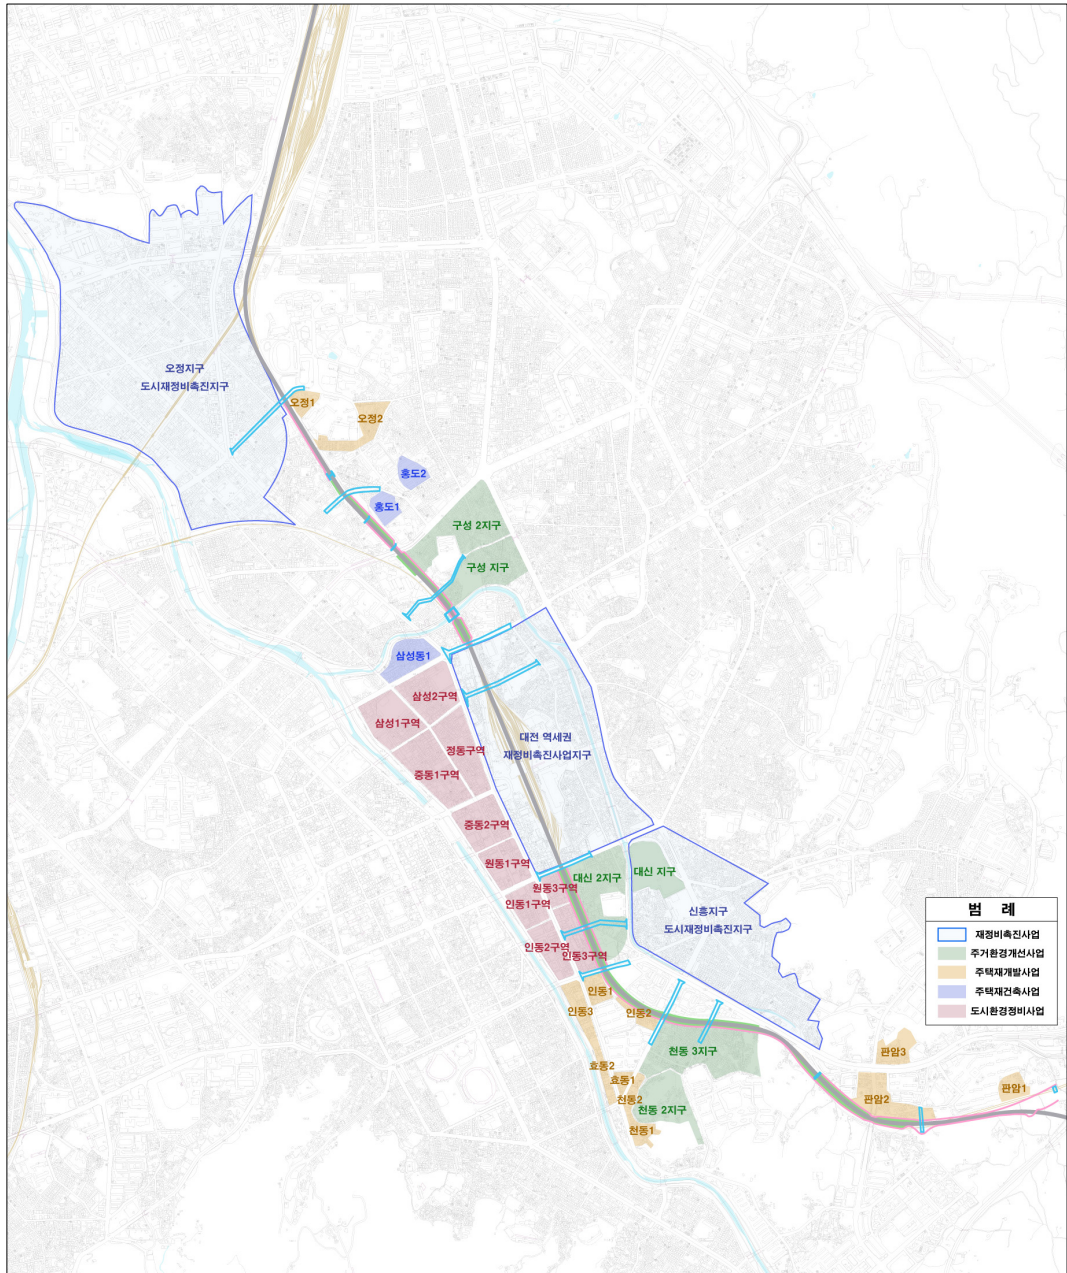 오정지구
도시재정비촉진지구
오정1
오정2
홍도2
홍도1
구성 2지구
구성 지구
삼성동1
삼성2구역
삼성1구역
정동구역
중동1구역
대전 역세권
재정비촉진사업지구
중동2구역
원동1구역
대신 2지구
대신 지구
원동3구역
인동1구역
신흥지구
도시재정비촉진지구
인동2구역
인동3구역
인동1
인동3
인동2
천동 3지구
효동2
효동1
천동2
천동 2지구
천동1
판암3
판암2
판암1
범 례
재정비촉진사업
주거환경개선사업
주택재개발사업
주택재건축사업
도시환경정비사업